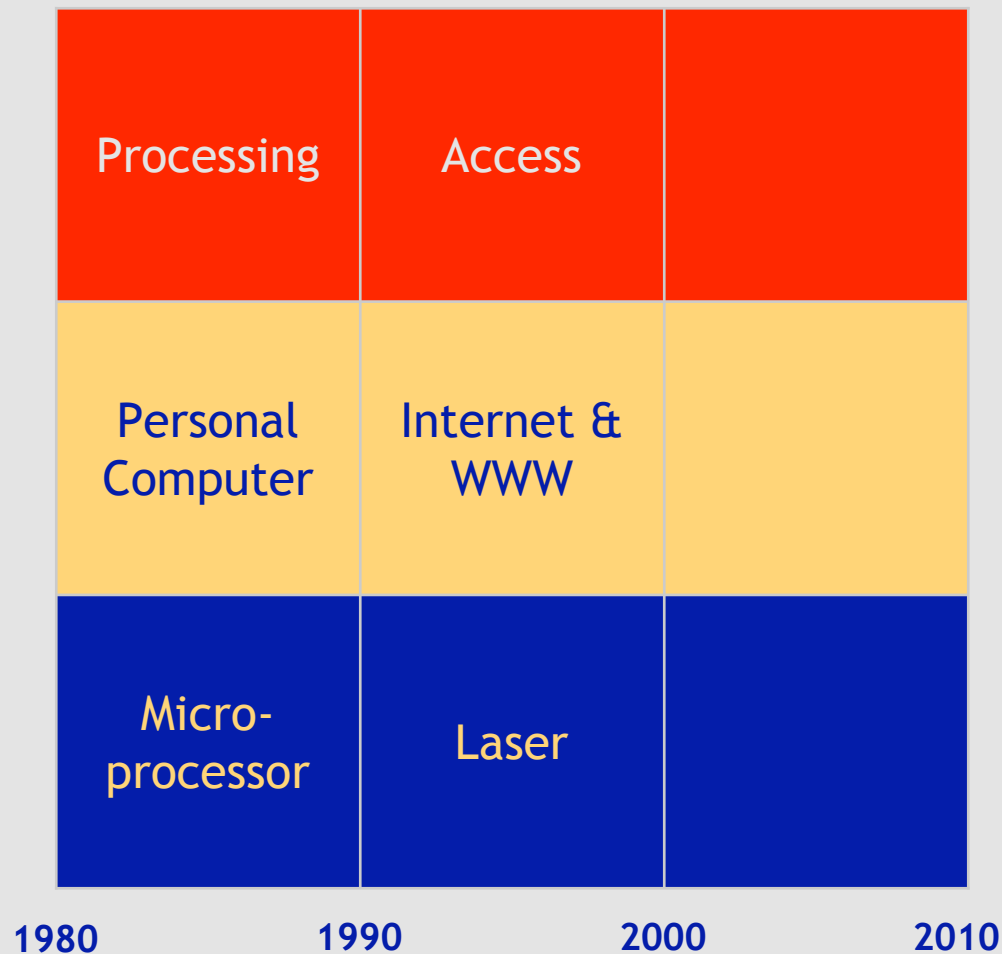 Processing Access
Personal
Computer
Internet &
WWW
Micro-
processor
Laser
1980 1990 2000 2010